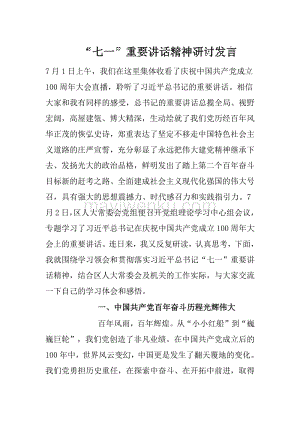 “七一”重要讲话精神研讨发言
7月1日上午，我们在这里集体收看了庆祝中国共产党成立
100周年大会直播，聆听了习近平总书记的重要讲话。相信
大家和我有同样的感受，总书记的重要讲话总揽全局、视野
宏阔，高屋建瓴、博大精深，生动绘就了我们党历经百年风
华正茂的恢弘史诗，郑重表达了坚定不移走中国特色社会
主义道路的庄严宣誓，充分彰显了永远把伟大建党精神继承下
去、发扬光大的政治品格，鲜明发出了踏上第二个百年奋斗
目标新的赶考之路、全面建成社会主义现代化强国的伟大号
召，具有强大的思想震撼力、时代感召力和实践指引力。7
月2日，区人大常委会党组要召开党组理论学习中心组会议，
专题学习了习近平总书记在庆祝中国共产党成立100周年大
会上的重要讲话。连日来，我又反复研读、认真思考，下面，
我就围绕学习领会和贯彻落实习近平总书记“七一”重要讲
话精神，结合区人大常委及机关的工作实际，与大家交流
一下自己的学习体会和感悟。
一、中国共产党百年奋斗历程光辉伟大
百年风雨，百年辉煌。从“小小红船”到“巍
巍巨轮”，我们党创造了非凡业绩。在中国共产党成立后的
100年中，世界风云变幻，中国更是发生了翻天覆地的变化。
我们党勇担历史重任，在探索中奋斗、在开拓中前进，取得